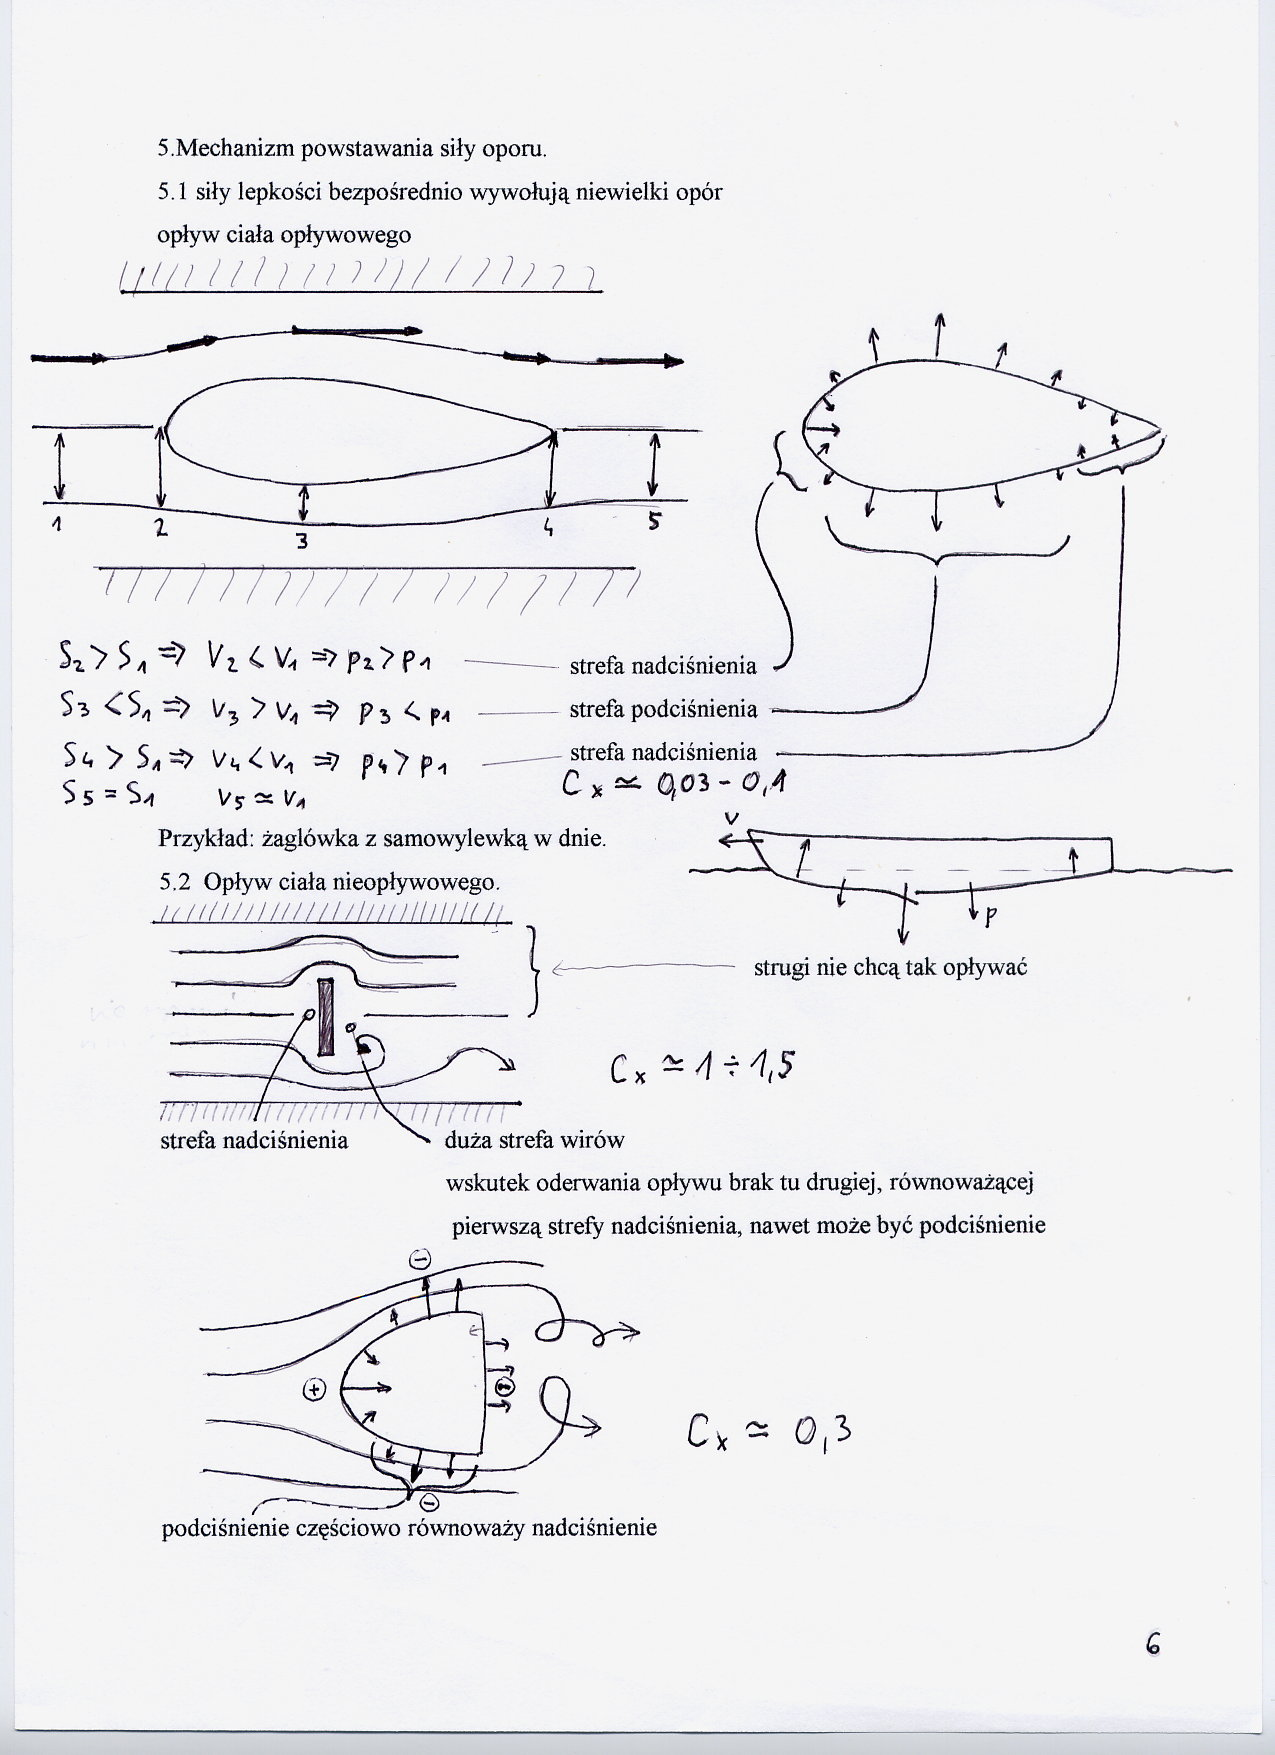 5.Mechanizm powstawania siły oporu.
5.1 siły lepkości bezpośrednio wywołują niewielki opór
opływ ciała opływowego
1 2 3 4 5
S₂ > S₁ ⇒ V₂ < V₁ ⇒ p₂ > p₁ strefa nadciśnienia
S₃ < S₁ ⇒ V₃ > V₁ ⇒ p₃ < p₁ strefa podciśnienia
S₄ > S₁ ⇒ V₄ < V₁ ⇒ p₄ > p₁ strefa nadciśnienia
S₅ = S₁ V₅ ≃ V₁ Cₓ ≃ 0,03 - 0,1
Przykład: żaglówka z samowylewką w dnie.
V
p
5.2 Opływ ciała nieopływowego.
strugi nie chcą tak opływać
Cₓ ≃ 1 ÷ 1,5
strefa nadciśnienia duża strefa wirów
wskutek oderwania opływu brak tu drugiej, równoważącej
pierwszą strefy nadciśnienia, nawet może być podciśnienie
−
+
Cₓ ≃ 0,3
−
podciśnienie częściowo równoważy nadciśnienie
6